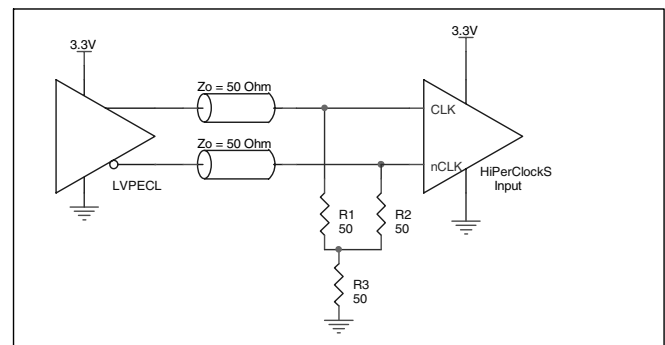 3.3V
3.3V
Zo = 50 Ohm
CLK
Zo = 50 Ohm
nCLK
HiPerClockS
Input
LVPECL
R1
50
R2
50
R3
50